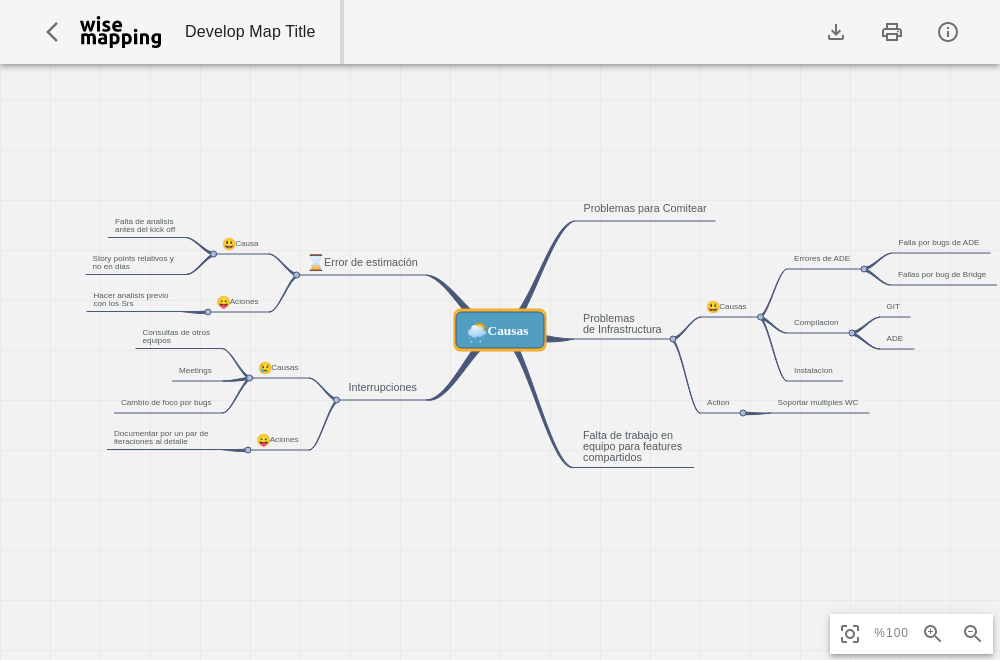 wise
mapping
Develop Map Title
Falta de analisis
antes del kick off
Story points relativos y
no en dias
Causa
Error de estimación
Hacer analisis previo
con los Srs
Aciones
Consultas de otros
equipos
Meetings
Cambio de foco por bugs
Causas
Interrupciones
Documentar por un par de
iteraciones al detalle
Aciones
Causas
Problemas para Comitear
Problemas
de Infrastructura
Causas
Errores de ADE
Falla por bugs de ADE
Fallas por bug de Bridge
Compilacion
GIT
ADE
Instalacion
Action
Soportar multiples WC
Falta de trabajo en
equipo para features
compartidos
%100